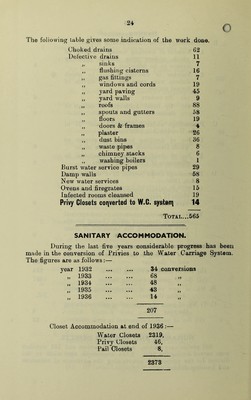 24
The following table gives some indication of the work done.
Choked drains 62
Defective drains 11
„ sinks 7
„ flushing cisterns 16
„ gas fittings 7
„ windows and cords 19
„ yard paving 45
„ yard walls 9
„ roofs 88
„ spouts and gutters 58
„ floors 19
„ doors & frames 4
„ plaster 26
„ dust bins 36
„ waste pipes 8
„ chimney stacks 6
„ washing boilers 1
Burst water service pipes 29
Damp walls 58
New water services 8
Ovens and firegrates 15
Infected rooms cleansed 19
Privy Closets converted to W.C. system 14
TOTAL...565
SANITARY ACCOMMODATION.
During the last five years considerable progress has been
made in the conversion of Privies to the Water Carriage System.
The figures are as follows:—
year 1932 ... ... 34 conversions
„ 1933 ... ... 68 „
„ 1934 ... ... 48 „
„ 1935 ... ... 43 „
„ 1936 ... ... 14 „
207
Closet Accommodation at end of 1936:—
Water Closets 2319,
Privy Closets 46,
Pail Closets 8,
2373